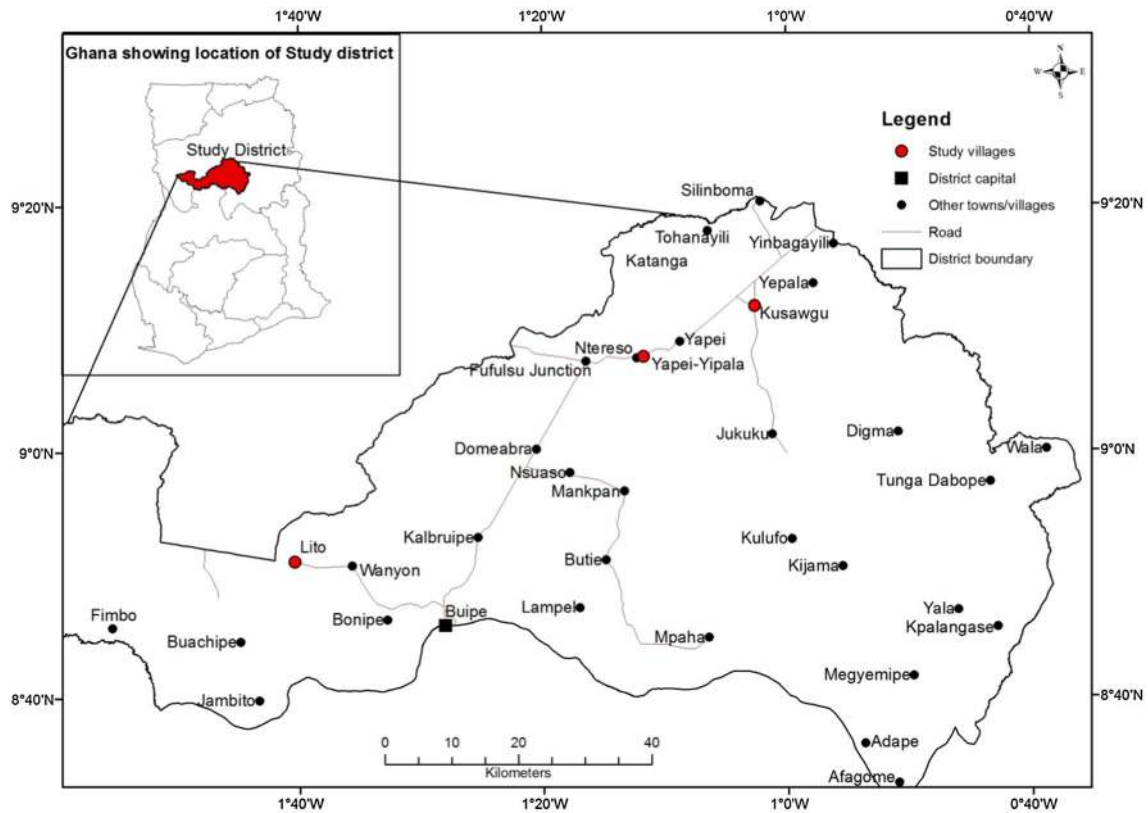 1°40'W 1°20'W 1°0'W 0°40'W
Ghana showing location of Study district
Study District
N
W E
S
Legend
Study villages
District capital
Other towns/villages
Road
District boundary
9°20'N 9°20'N
Silinboma
Tohanayili
Yinbagayili
Katanga
Yepala
Kusawgu
Yapei
Ntereso
Yapei-Yipala
Fufulsu Junction
Jukuku
Digma
Wala
9°0'N 9°0'N
Domeabra
Nsuaso
Mankpan
Tunga Dabope
Kalbruipe
Kulufo
Lito
Wanyon
Butie
Kijama
Fimbo
Bonipe
Buipe
Lampel
Yala
Kpalangase
Buachipe
Mpaha
Megyemipe
8°40'N 8°40'N
Jambito
Adape
Afagome
0 10 20 40
Kilometers
1°40'W 1°20'W 1°0'W 0°40'W